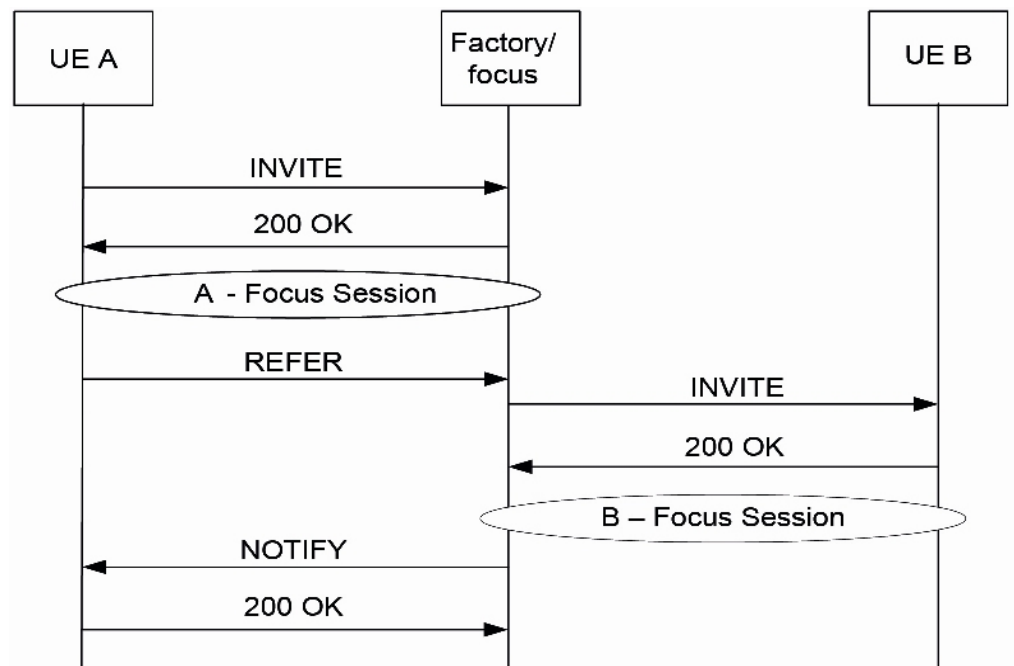 UE A
Factory/
focus
UE B
INVITE
200 OK
A - Focus Session
REFER
INVITE
200 OK
B – Focus Session
NOTIFY
200 OK